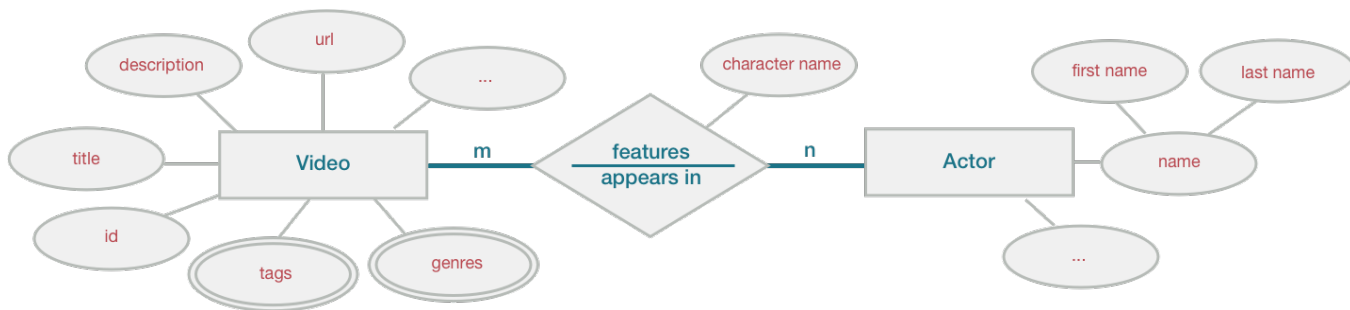 url
description
...
character name
first name
last name
title
Video
m
features
appears in
n
Actor
name
id
tags
genres
...